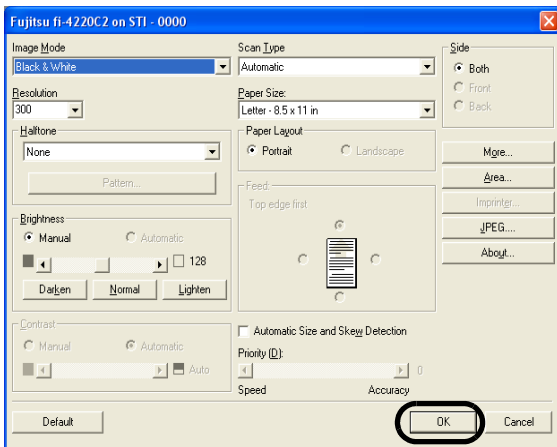 Fujitsu fi-4220C2 on STI - 0000
Image Mode
Black & White
Scan Type
Automatic
Side
Both
Front
Back
Resolution
300
Paper Size:
Letter - 8.5 x 11 in
Halftone
None
Pattern...
Paper Layout
Portrait
Landscape
More...
Area...
Imprinter...
JPEG....
About...
Feed:
Top edge first
Brightness
Manual
Automatic
128
Darken
Normal
Lighten
Contrast
Manual
Automatic
Auto
Automatic Size and Skew Detection
Priority (D):
0
Speed
Accuracy
Default
OK
Cancel